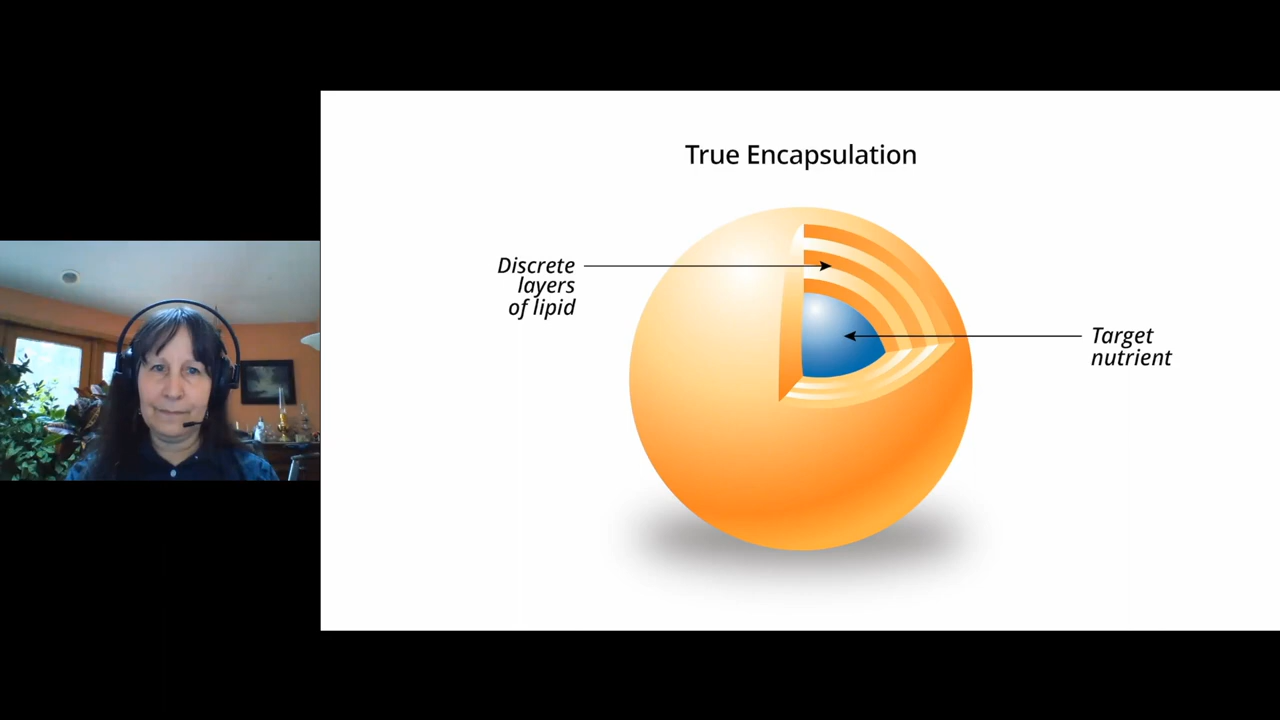 True Encapsulation
Discrete
layers
of lipid
Target
nutrient